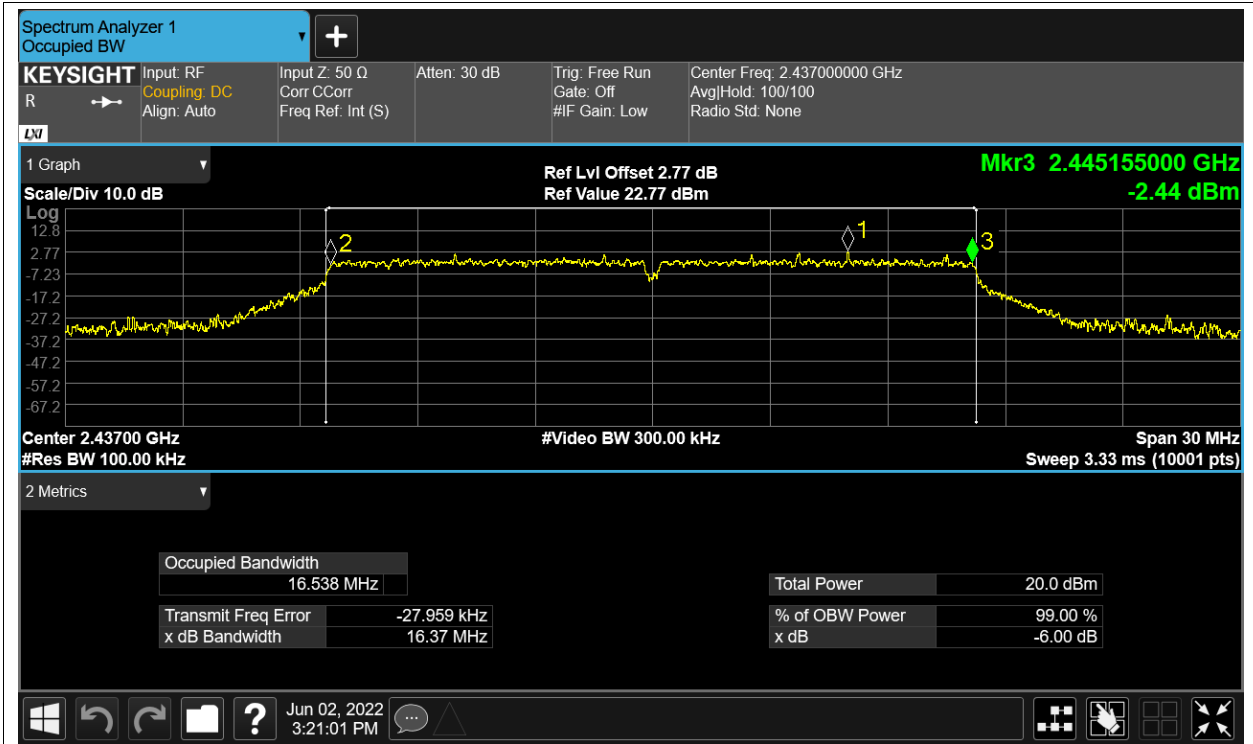 Spectrum Analyzer 1
Occupied BW
+
KEYSIGHT
R
LXI
Input: RF
Coupling: DC
Align: Auto
Input Z: 50 Ω
Corr CCorr
Freq Ref: Int (S)
Atten: 30 dB
Trig: Free Run
Gate: Off
#IF Gain: Low
Center Freq: 2.437000000 GHz
Avg|Hold: 100/100
Radio Std: None
1 Graph
Scale/Div 10.0 dB
Ref Lvl Offset 2.77 dB
Ref Value 22.77 dBm
Mkr3 2.445155000 GHz
-2.44 dBm
Log
12.8
2.77
-7.23
-17.2
-27.2
-37.2
-47.2
-57.2
-67.2
2
1
3
Center 2.43700 GHz
#Video BW 300.00 kHz
Span 30 MHz
#Res BW 100.00 kHz
Sweep 3.33 ms (10001 pts)
2 Metrics
Occupied Bandwidth
16.538 MHz
Total Power 20.0 dBm
Transmit Freq Error -27.959 kHz
% of OBW Power 99.00 %
x dB Bandwidth 16.37 MHz
x dB -6.00 dB
?
Jun 02, 2022
3:21:01 PM